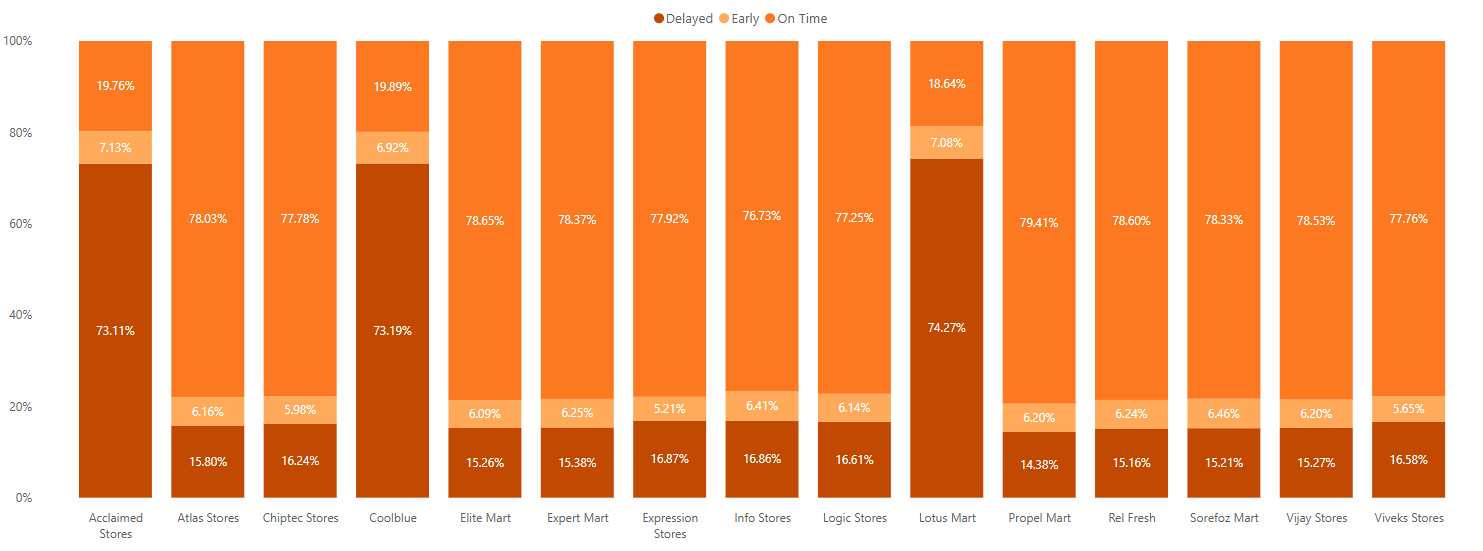 Delayed Early On Time
100%
80%
60%
40%
20%
0%
19.76% 19.89% 18.64%
7.13% 6.92% 7.08%
78.03% 77.78% 78.65% 78.37% 77.92% 76.73% 77.25% 79.41% 78.60% 78.33% 78.53% 77.76%
73.11% 73.19% 74.27%
6.16% 5.98% 6.09% 6.25% 5.21% 6.41% 6.14% 6.20% 6.24% 6.46% 6.20% 5.65%
15.80% 16.24% 15.26% 15.38% 16.87% 16.86% 16.61% 14.38% 15.16% 15.21% 15.27% 16.58%
Acclaimed Stores
Atlas Stores
Chiptec Stores
Coolblue
Elite Mart
Expert Mart
Expression Stores
Info Stores
Logic Stores
Lotus Mart
Propel Mart
Rel Fresh
Sorefoz Mart
Vijay Stores
Viveks Stores